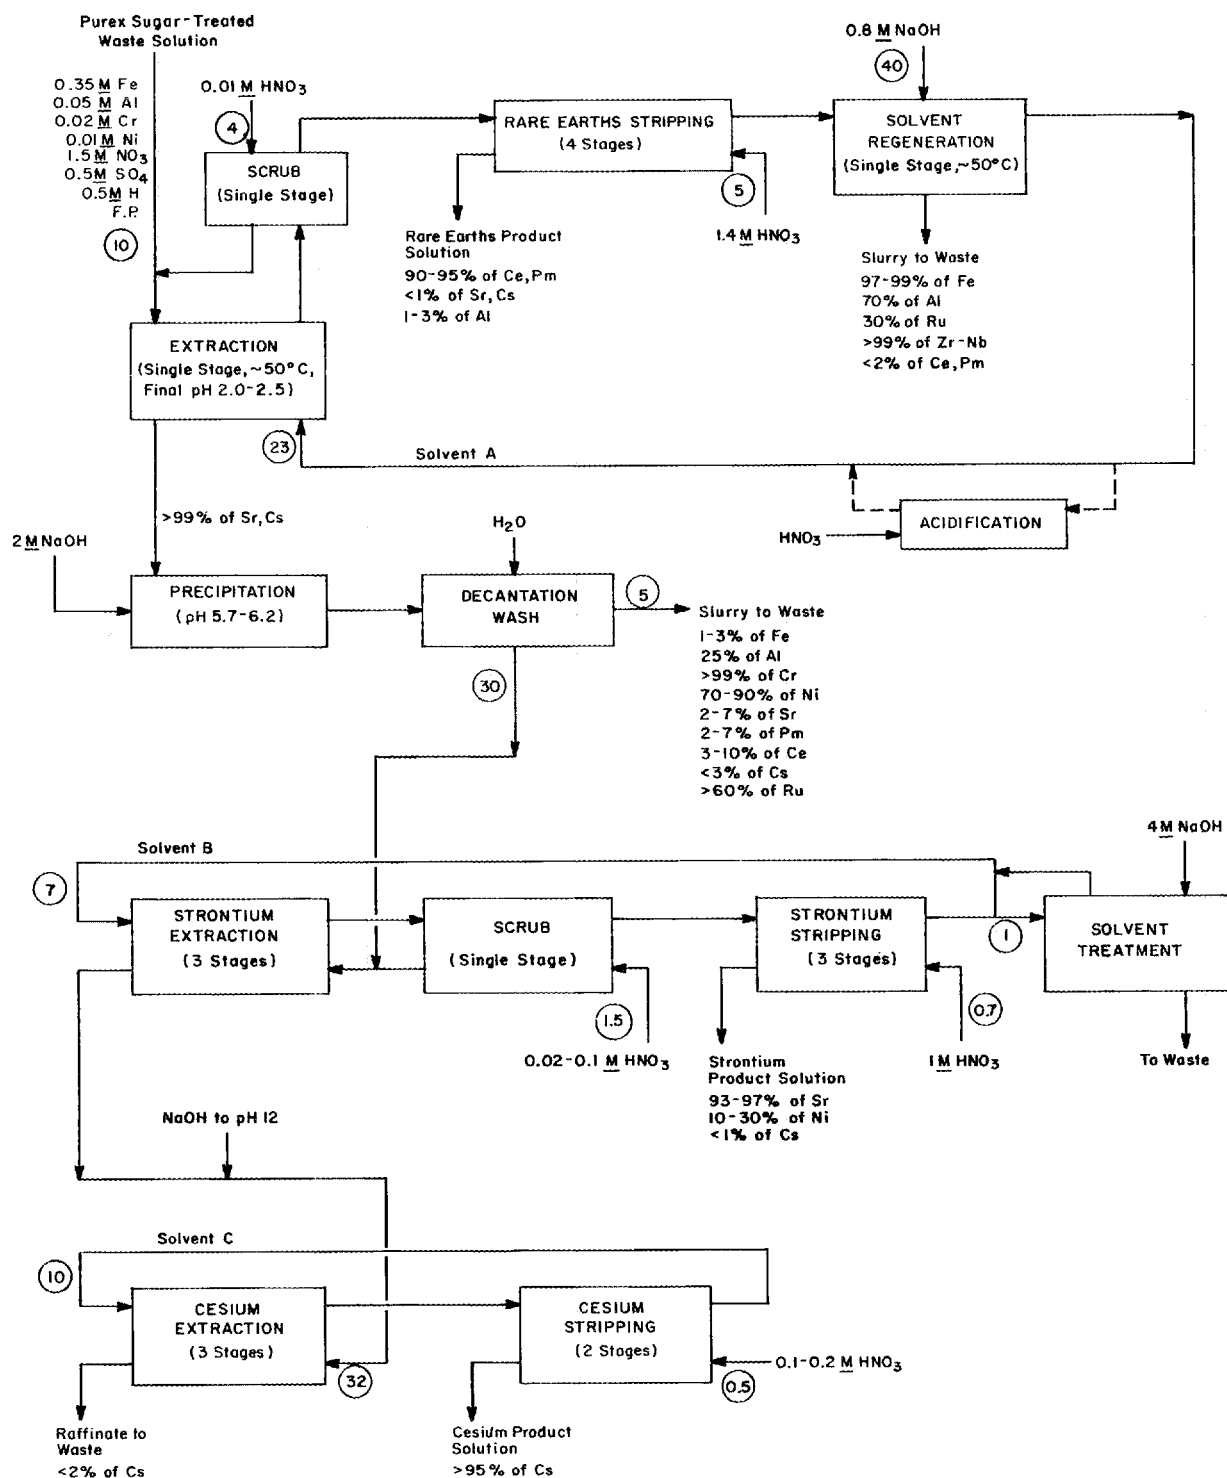 Purex Sugar-Treated
Waste Solution
0.35 M Fe
0.05 M Al
0.02 M Cr
0.01 M Ni
1.5 M NO3
0.5 M SO4
0.5 M H
F.P.
10
0.01 M HNO3
4
SCRUB
(Single Stage)
RARE EARTHS STRIPPING
(4 Stages)
5
1.4 M HNO3
Rare Earths Product
Solution
90-95% of Ce,Pm
<1% of Sr,Cs
1-3% of Al
0.8 M NaOH
40
SOLVENT
REGENERATION
(Single Stage,~50°C)
Slurry to Waste
97-99% of Fe
70% of Al
30% of Ru
>99% of Zr-Nb
<2% of Ce,Pm
EXTRACTION
(Single Stage,~50°C,
Final pH 2.0-2.5)
23
Solvent A
ACIDIFICATION
HNO3
>99% of Sr,Cs
2 M NaOH
PRECIPITATION
(pH 5.7-6.2)
H2O
DECANTATION
WASH
5
Slurry to Waste
1-3% of Fe
25% of Al
>99% of Cr
70-90% of Ni
2-7% of Sr
2-7% of Pm
3-10% of Ce
<3% of Cs
>60% of Ru
30
Solvent B
7
STRONTIUM
EXTRACTION
(3 Stages)
SCRUB
(Single Stage)
1.5
0.02-0.1 M HNO3
STRONTIUM
STRIPPING
(3 Stages)
0.7
1 M HNO3
Strontium
Product Solution
93-97% of Sr
10-30% of Ni
<1% of Cs
1
4 M NaOH
SOLVENT
TREATMENT
To Waste
NaOH to pH 12
Solvent C
10
CESIUM
EXTRACTION
(3 Stages)
32
CESIUM
STRIPPING
(2 Stages)
0.5
0.1-0.2 M HNO3
Raffinate to
Waste
<2% of Cs
Cesi/m Product
Solution
>95% of Cs